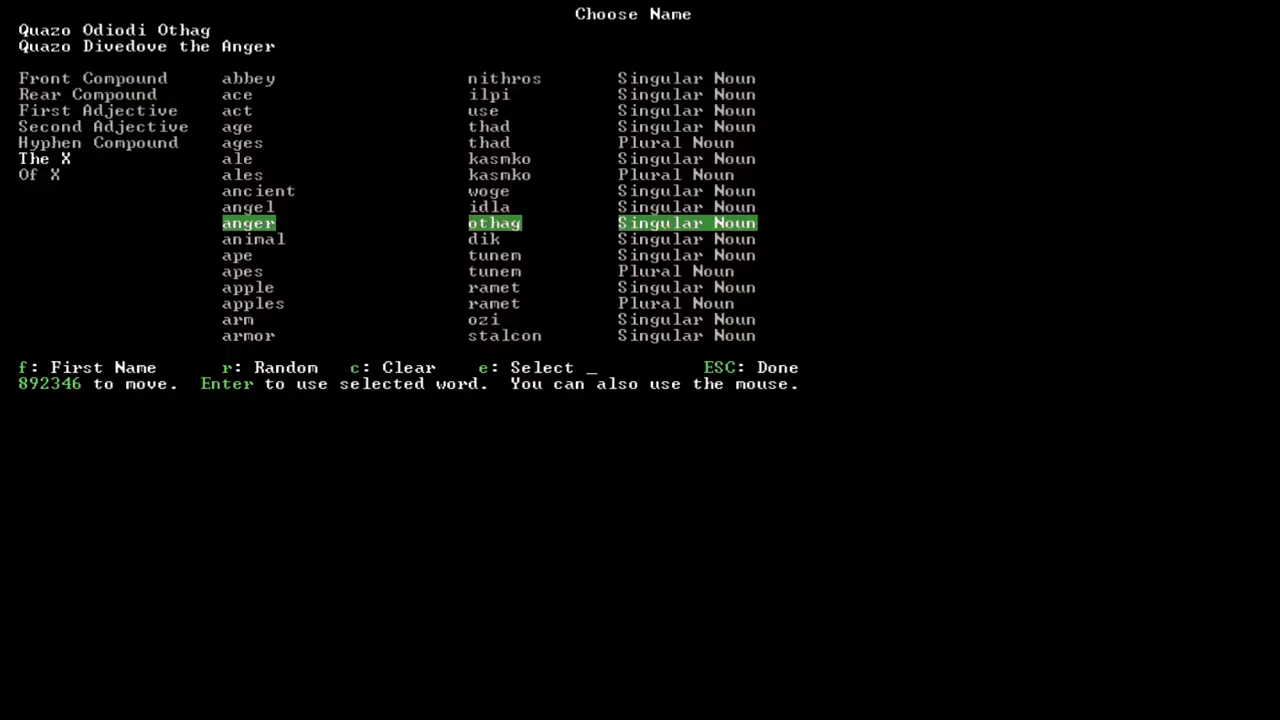 Choose Name
Quazo Odiodi Othag
Quazo Divedove the Anger
Front Compound abbey nithros Singular Noun
Rear Compound ace ilpi Singular Noun
First Adjective act use Singular Noun
Second Adjective age thad Singular Noun
Hyphen Compound ages thad Plural Noun
The X ale kasmko Singular Noun
Of X ales kasmko Plural Noun
ancient woge Singular Noun
angel idla Singular Noun
anger othag Singular Noun
animal dik Singular Noun
ape tunem Singular Noun
apes tunem Plural Noun
apple ramet Singular Noun
apples ramet Plural Noun
arm ozi Singular Noun
armor stalcon Singular Noun
f: First Name r: Random c: Clear e: Select _ ESC: Done
892346 to move. Enter to use selected word. You can also use the mouse.